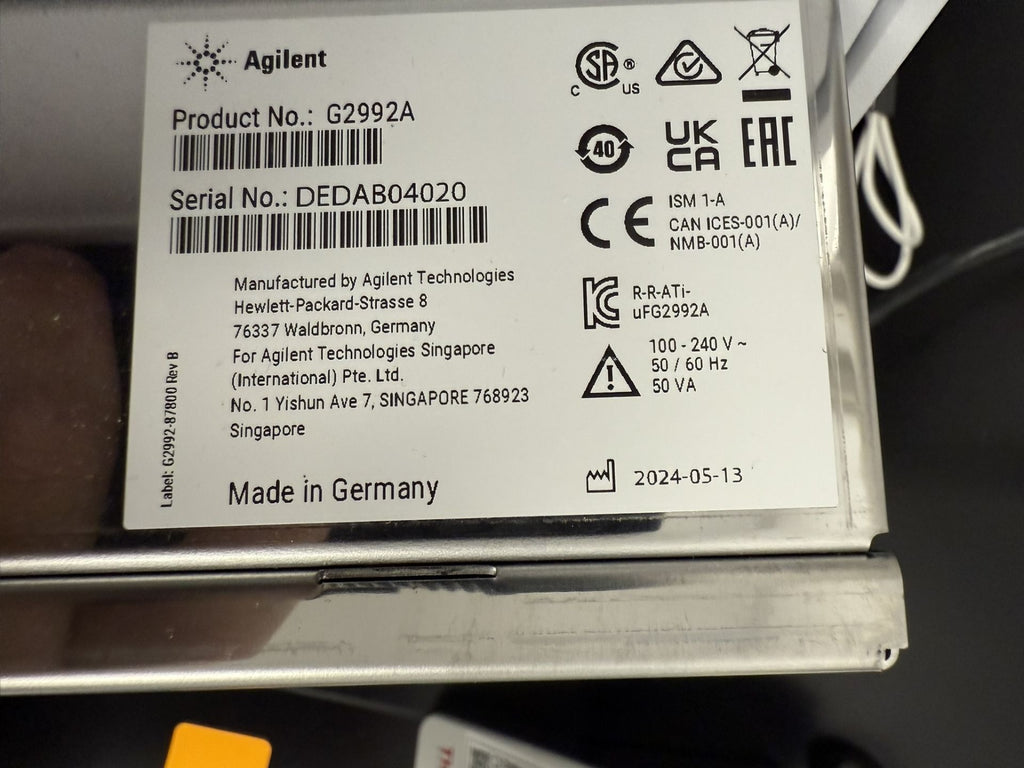 Agilent
Product No.: G2992A
Serial No.: DEDAB04020
Manufactured by Agilent Technologies
Hewlett-Packard-Strasse 8
76337 Waldbronn, Germany
For Agilent Technologies Singapore
(International) Pte. Ltd.
No. 1 Yishun Ave 7, SINGAPORE 768923
Singapore
Made in Germany
Label: G2992-87800 Rev B
C SA ® US
40
UK
CA
EAC
CE
ISM 1-A
CAN ICES-001(A)/
NMB-001(A)
R-R-ATi-
uFG2992A
100 - 240 V ~
50 / 60 Hz
50 VA
2024-05-13